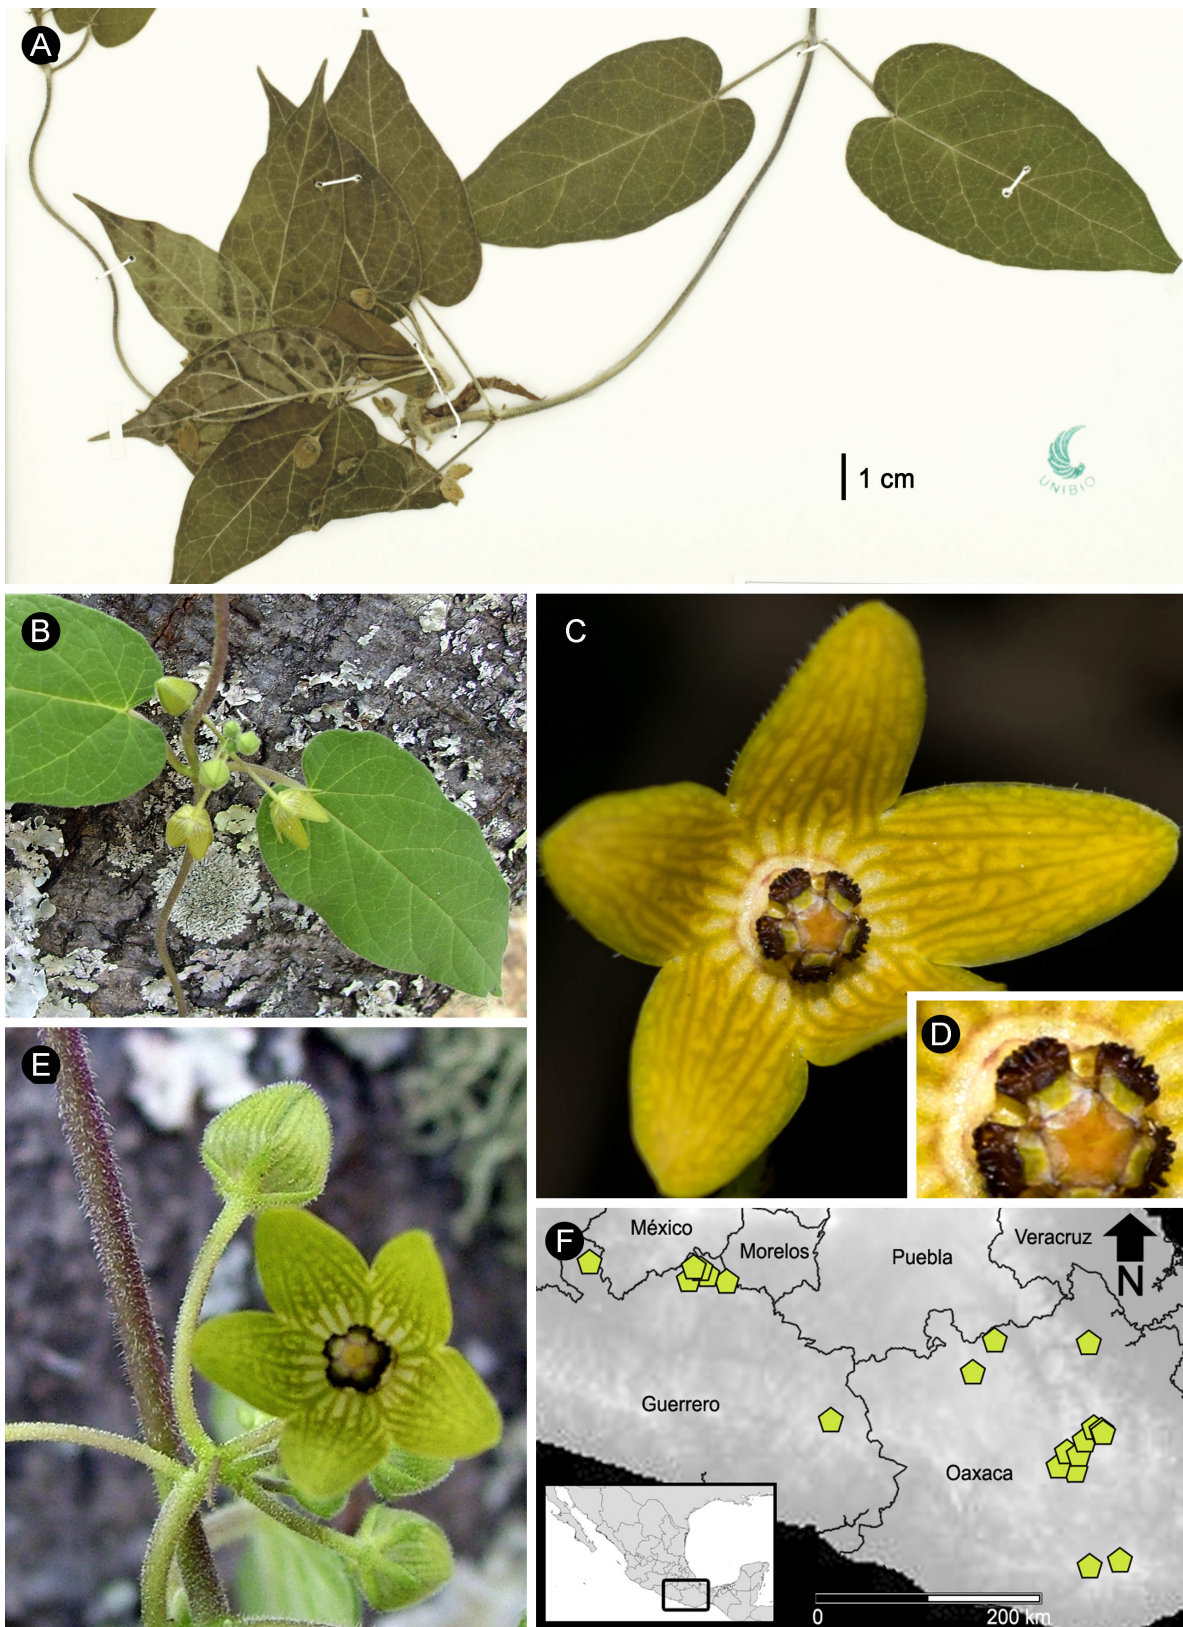 A
1 cm
UNIBIO
B
C
D
E
F
México
Morelos
Puebla
Veracruz
N
Guerrero
Oaxaca
0
200 km